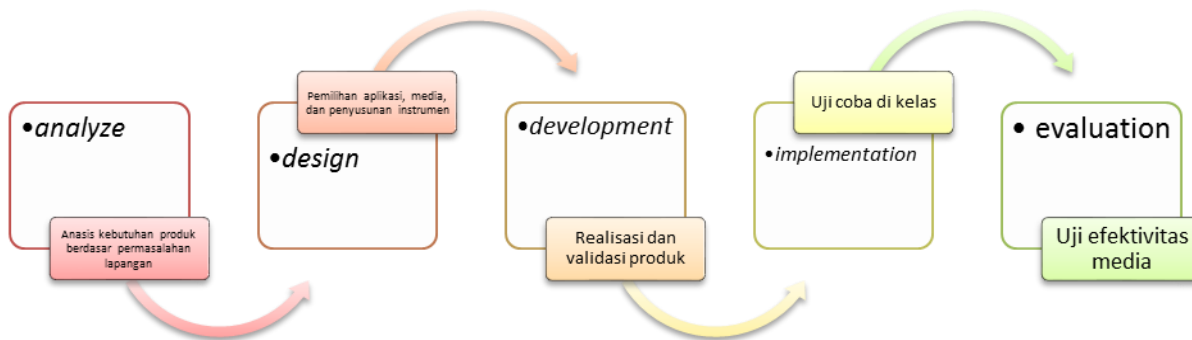 •analyze
Anasis kebutuhan produk
berdasar permasalahan
lapangan
Pemilihan aplikasi, media,
dan penyusunan instrumen
•design
•development
Realisasi dan
validasi produk
Uji coba di kelas
•implementation
• evaluation
Uji efektivitas
media